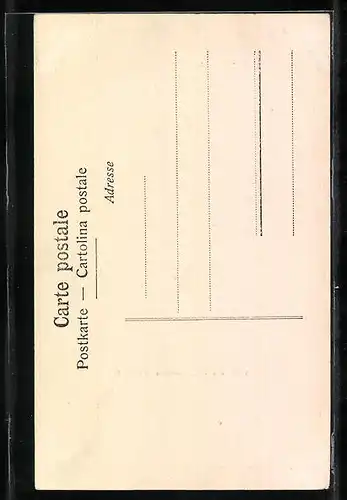 Carte postale
Postkarte — Cartolina postale
Adresse